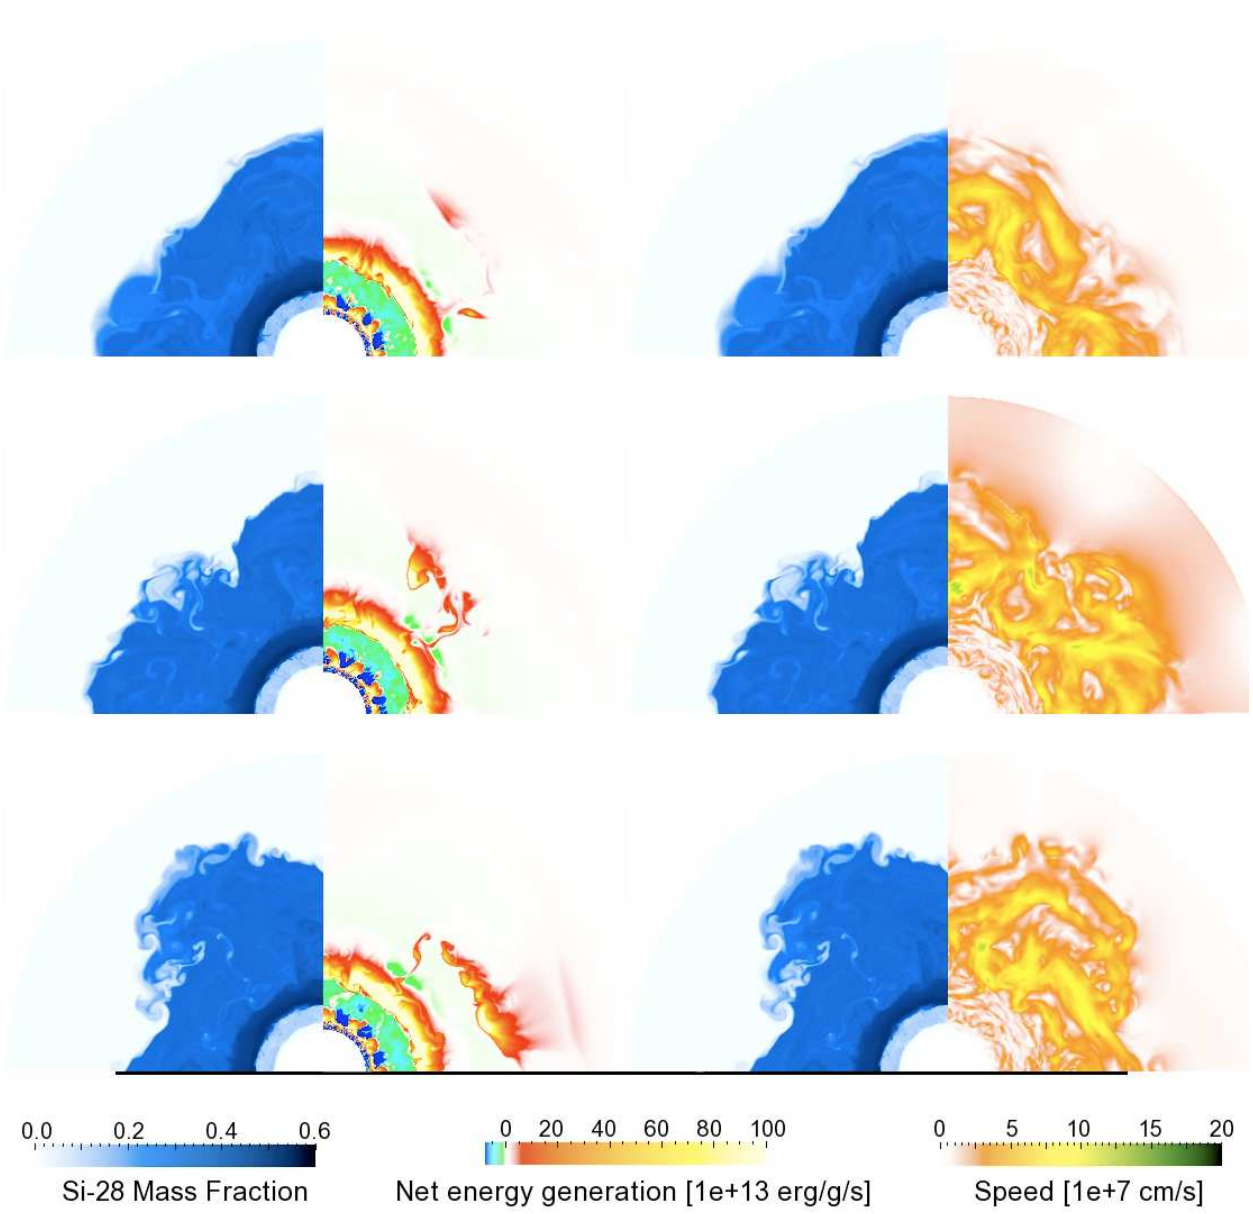 0.0 0.2 0.4 0.6
Si-28 Mass Fraction
0 20 40 60 80 100
Net energy generation [1e+13 erg/g/s]
0 5 10 15 20
Speed [1e+7 cm/s]